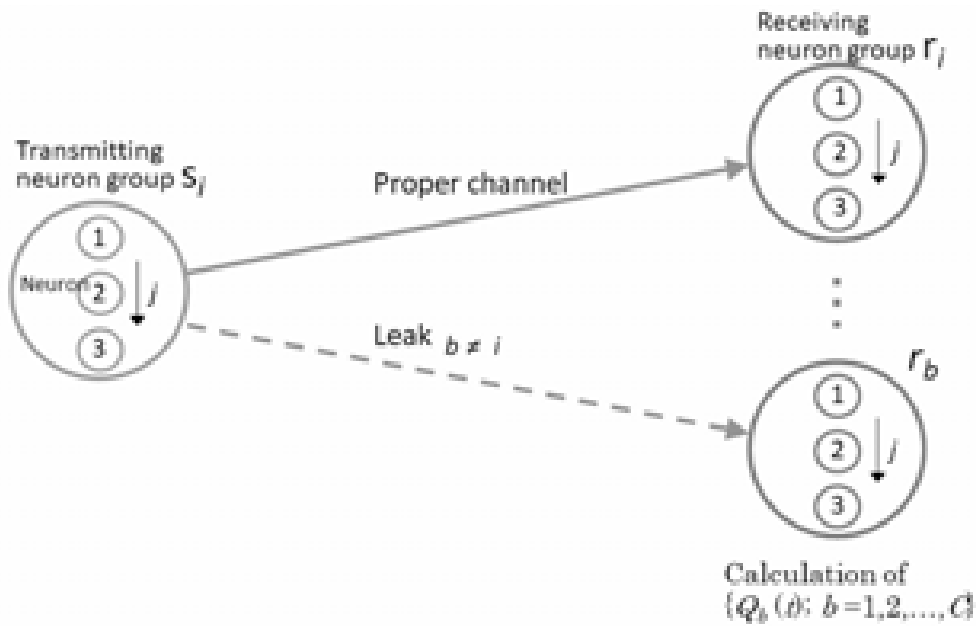 Receiving
neuron group r_i
1
2
j
3
Transmitting
neuron group S_i
Proper channel
1
Neuron 2
j
3
Leak b ≠ i
r_b
1
2
j
3
Calculation of
{Q_b (t); b =1,2,..., C}